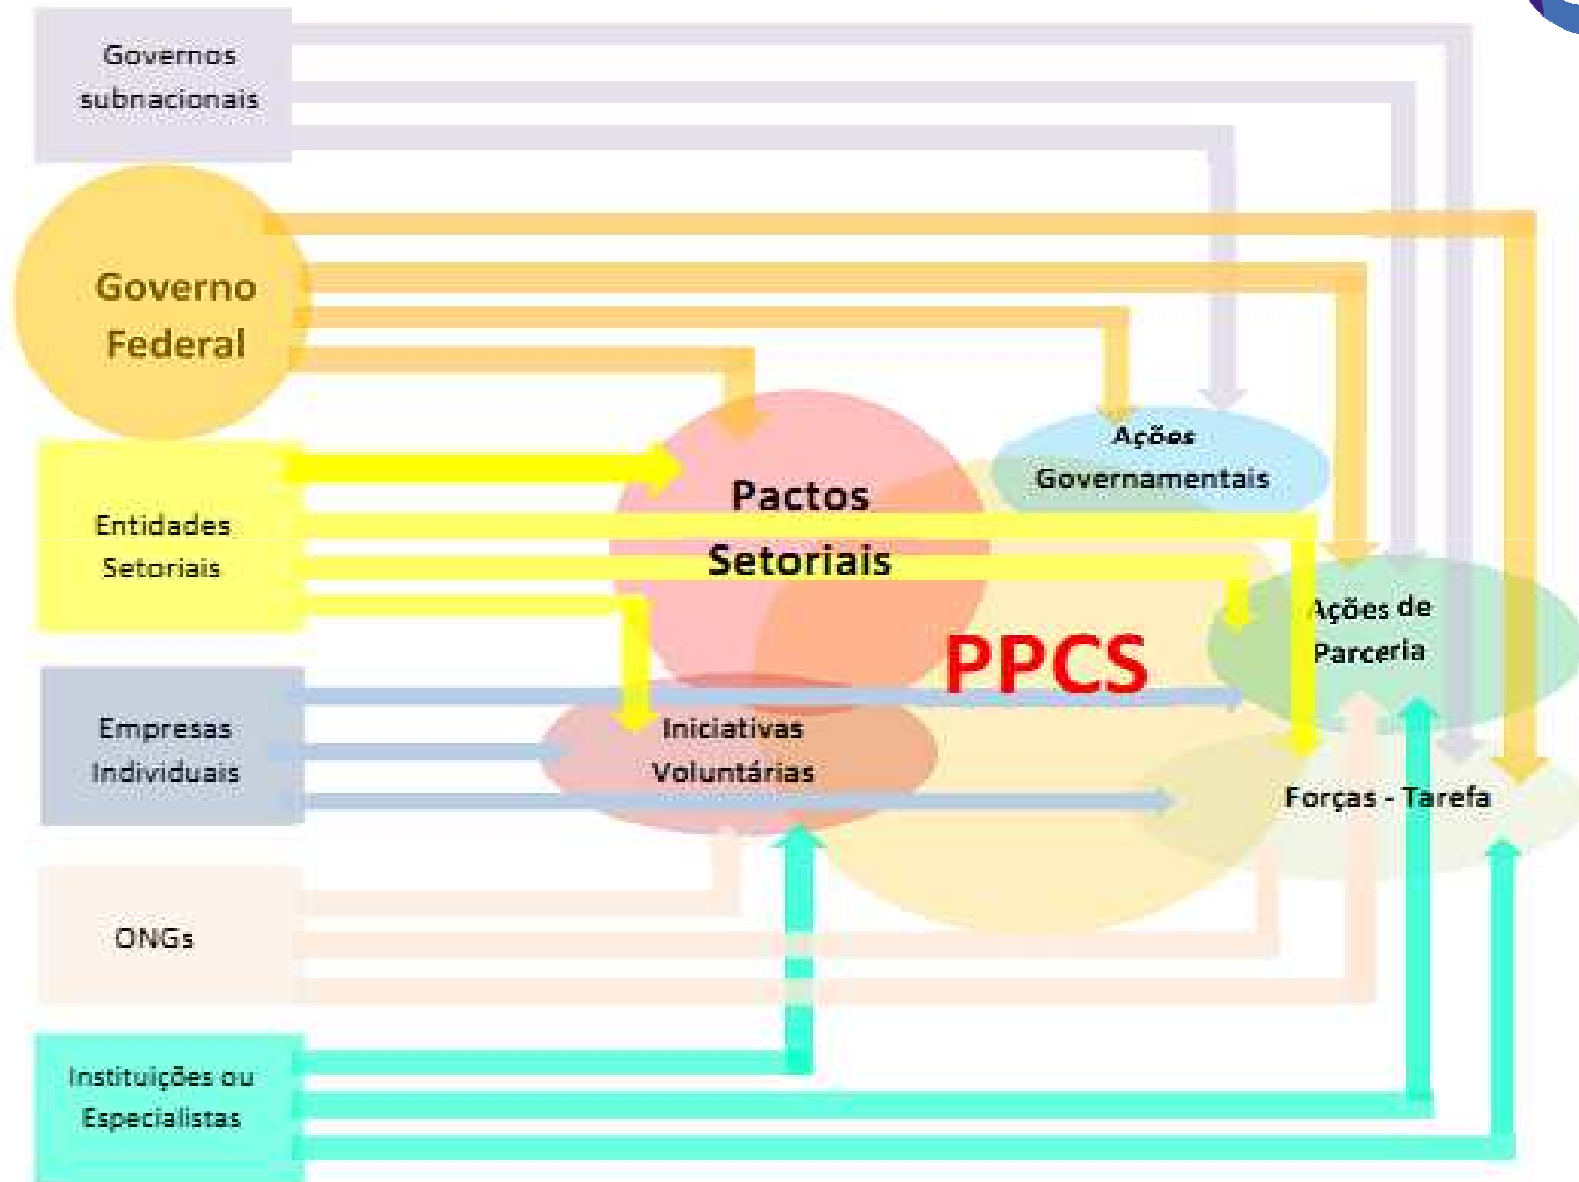 Governos
subnacionais
Governo
Federal
Entidades
Setoriais
Empresas
Individuais
ONGs
Instituições ou
Especialistas
Pactos
Setoriais
Ações
Governamentais
PPCS
Ações de
Parceria
Iniciativas
Voluntárias
Forças - Tarefa